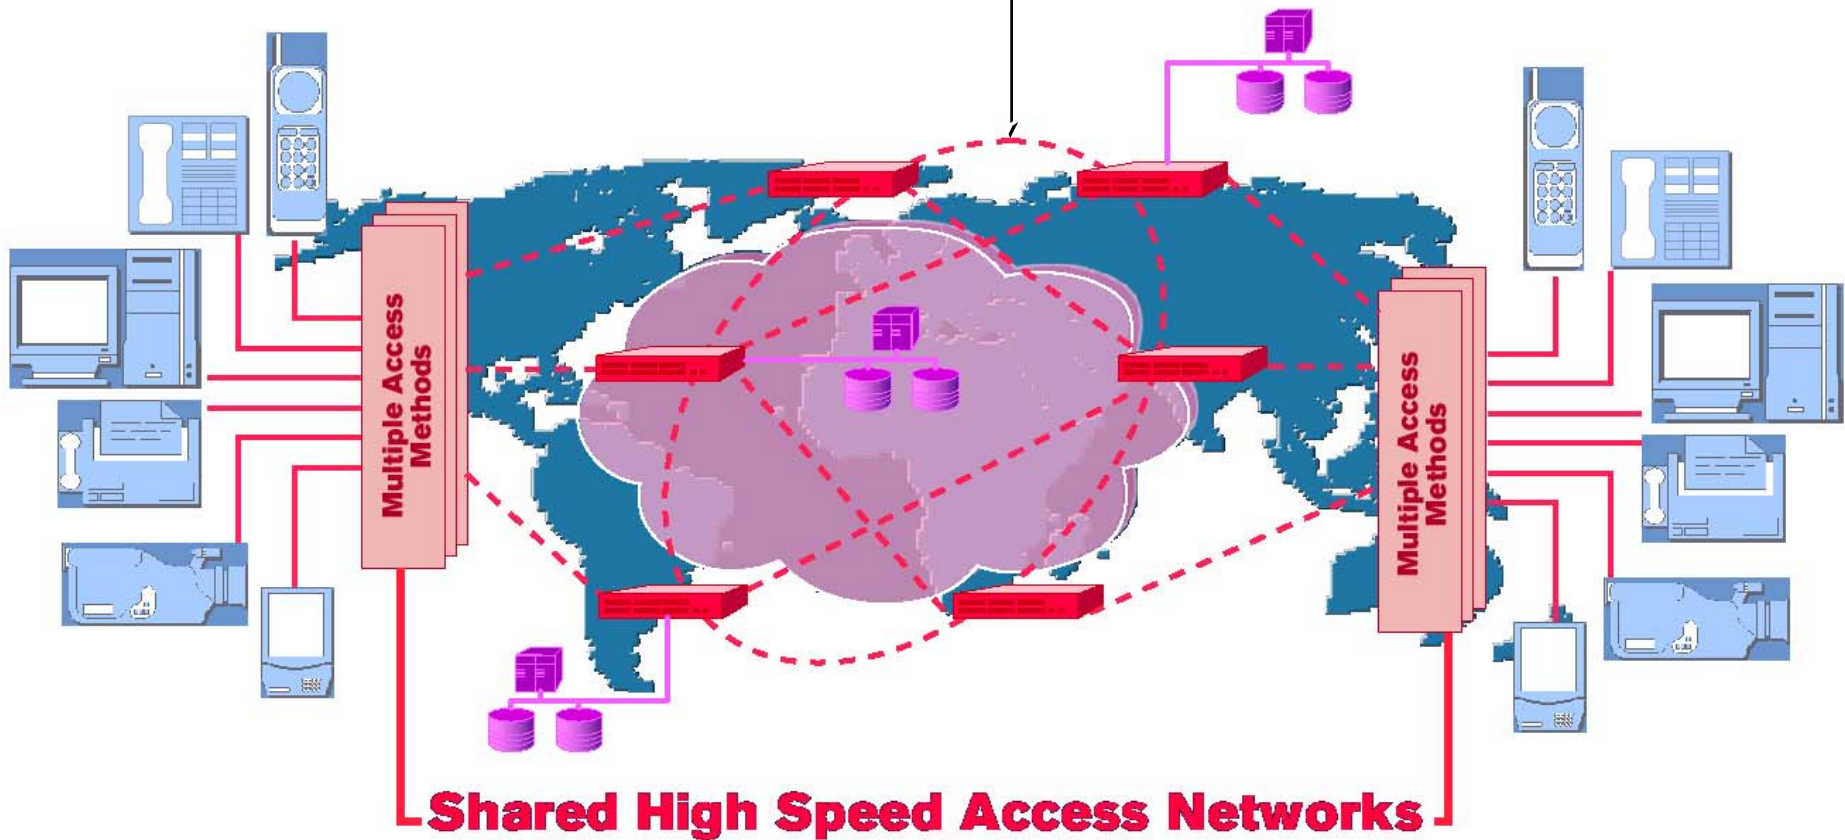 Multiple Access
Methods
Multiple Access
Methods
Shared High Speed Access Networks